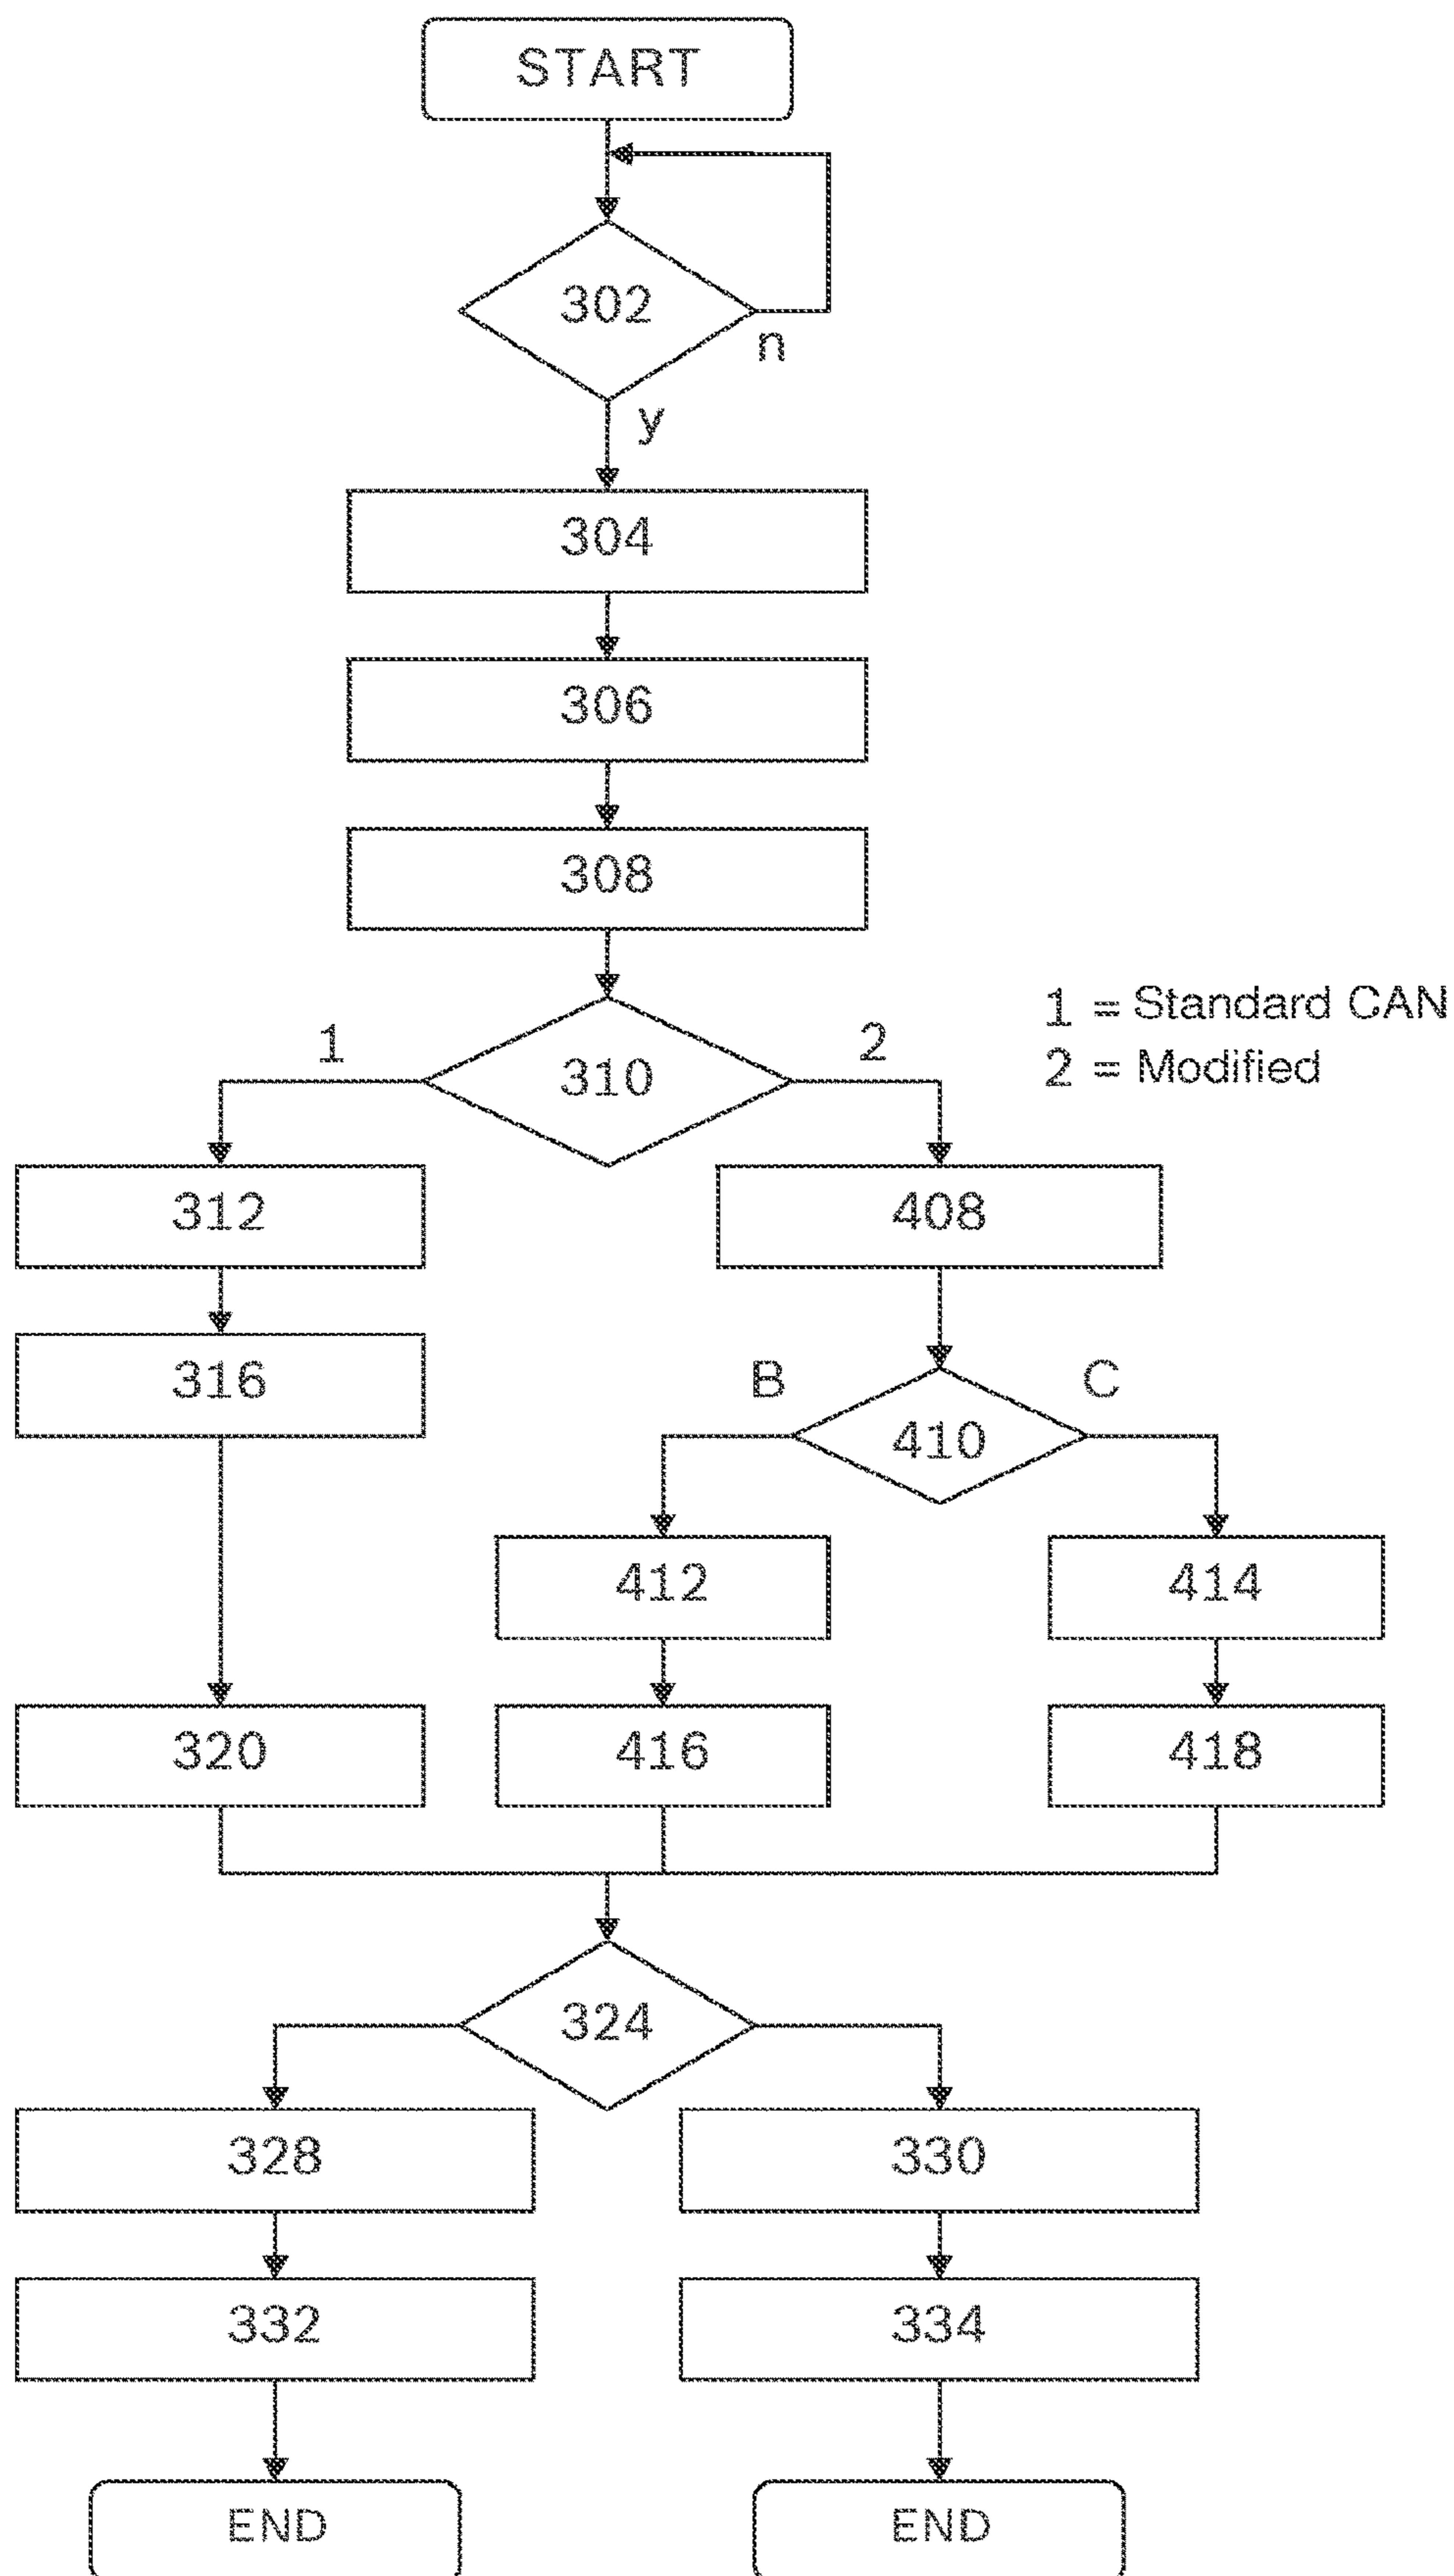 START
302
n
y
304
306
308
1 = Standard CAN
2 = Modified
1
310
2
312
408
316
B
C
410
412
414
320
416
418
324
328
330
332
334
END
END